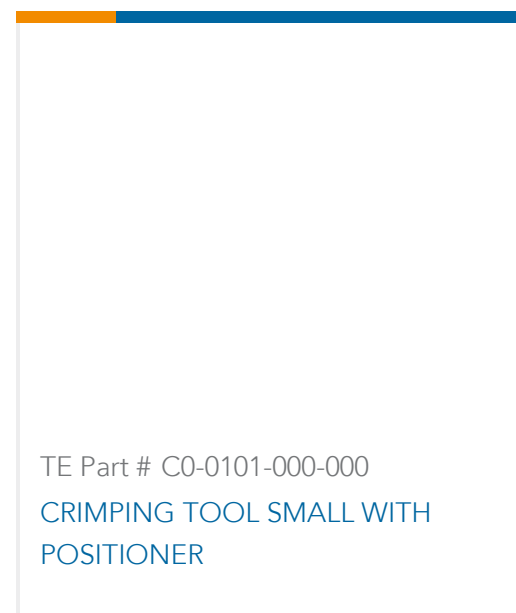 TE Part # C0-0101-000-000
CRIMPING TOOL SMALL WITH
POSITIONER